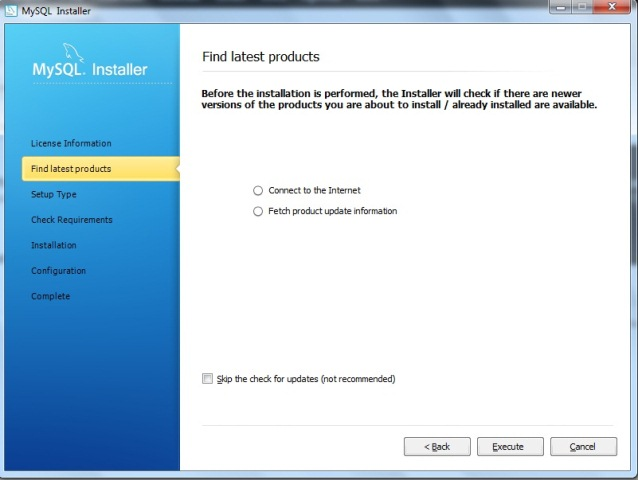 MySQL Installer
MySQL. Installer
License Information
Find latest products
Setup Type
Check Requirements
Installation
Configuration
Complete
Find latest products
Before the installation is performed, the Installer will check if there are newer
versions of the products you are about to install / already installed are available.
Connect to the Internet
Fetch product update information
Skip the check for updates (not recommended)
< Back
Execute
Cancel